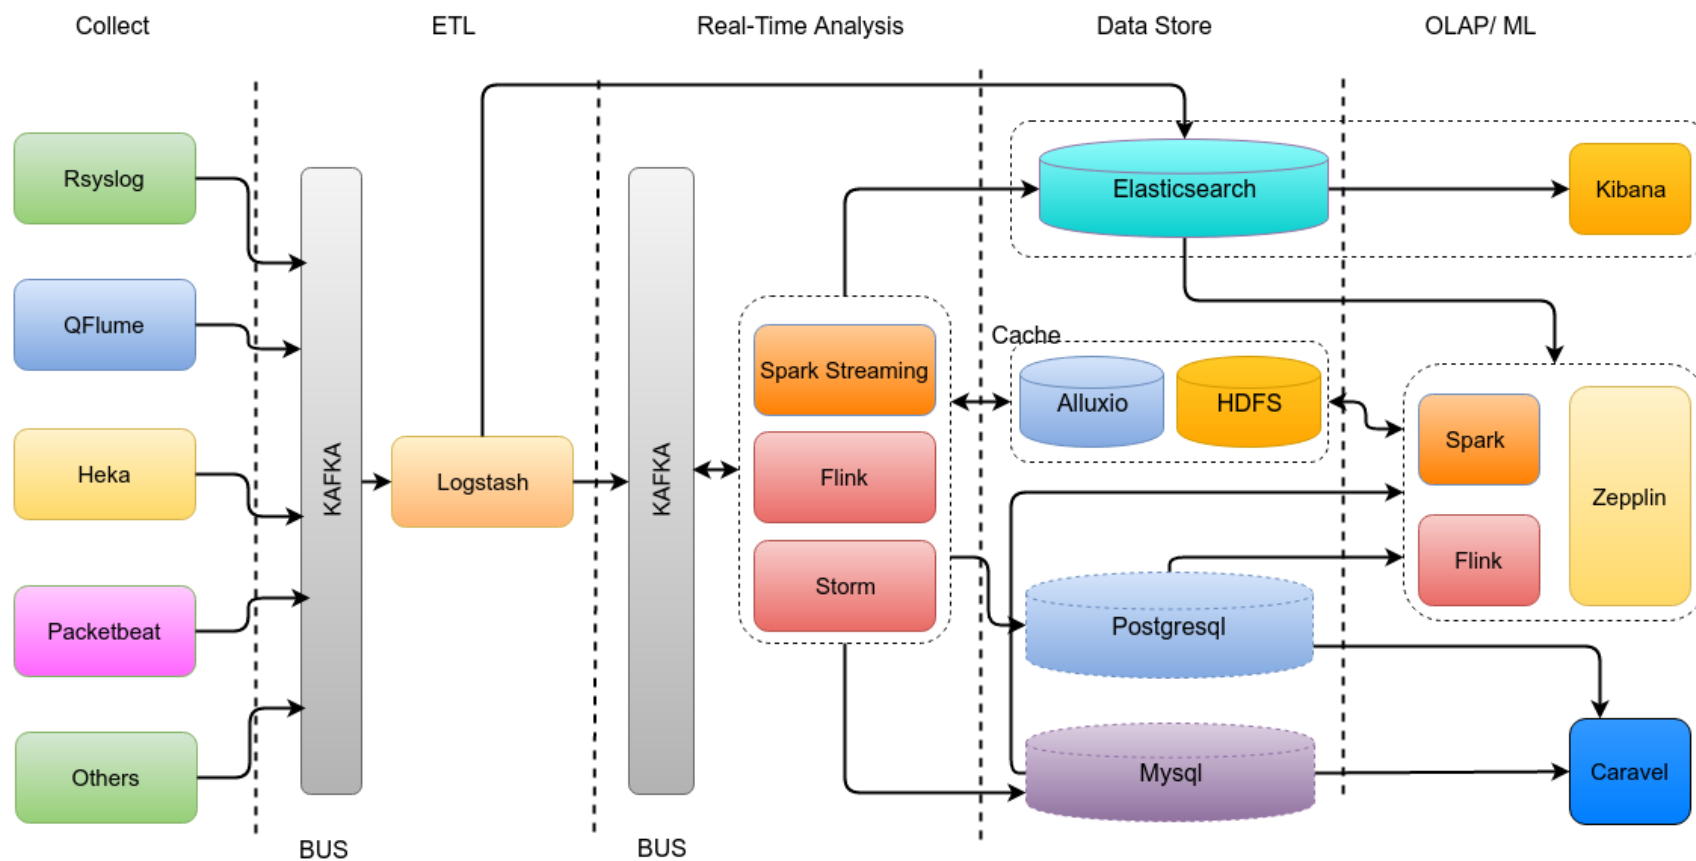 Collect
ETL
Real-Time Analysis
Data Store
OLAP/ ML
Rsyslog
QFlume
Heka
Packetbeat
Others
KAFKA
BUS
Logstash
KAFKA
BUS
Spark Streaming
Flink
Storm
Elasticsearch
Cache
Alluxio
HDFS
Postgresql
Mysql
Kibana
Spark
Flink
Zepplin
Caravel